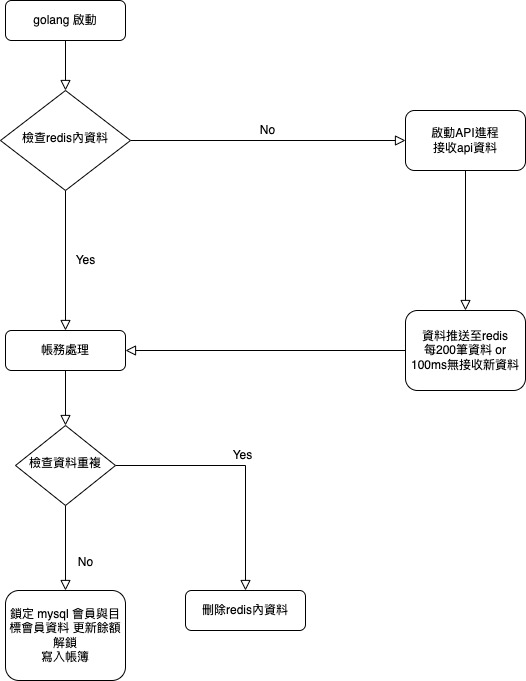 golang 啟動
檢查redis內資料
No
啟動API進程
接收api資料
Yes
資料推送至redis
每200筆資料 or
100ms無接收新資料
帳務處理
檢查資料重複
Yes
No
鎖定 mysql 會員與目
標會員資料 更新餘額
解鎖
寫入帳簿
刪除redis內資料